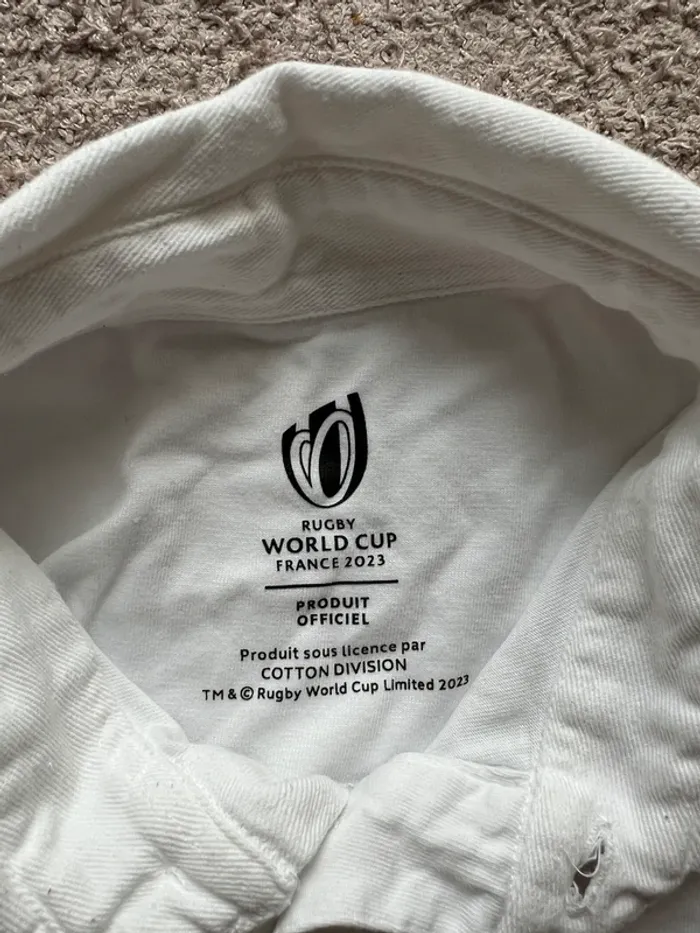 RUGBY
WORLD CUP
FRANCE 2023
PRODUIT
OFFICIEL
Produit sous licence par
COTTON DIVISION
TM & © Rugby World Cup Limited 2023